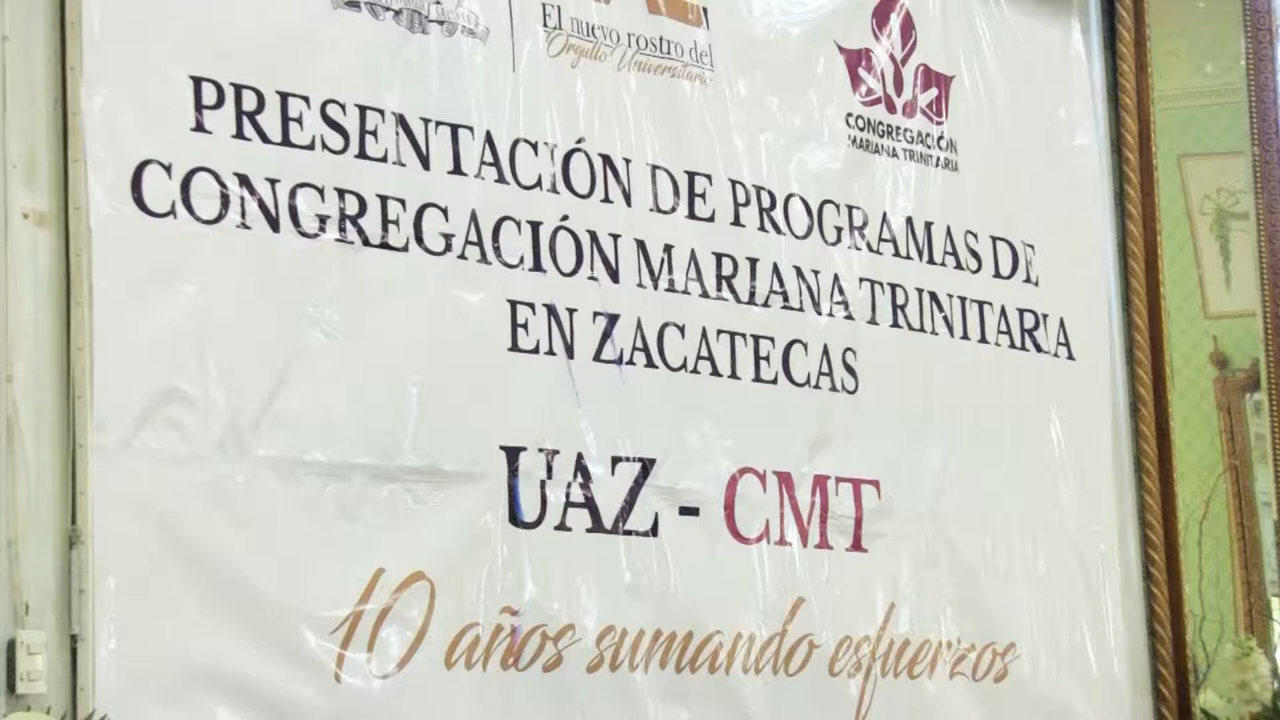 El nuevo rostro del
Orgullo Universitario
CONGREGACIÓN
MARIANA TRINITARIA
PRESENTACIÓN DE PROGRAMAS DE
CONGREGACIÓN MARIANA TRINITARIA
EN ZACATECAS
UAZ - CMT
10 años sumando esfuerzos